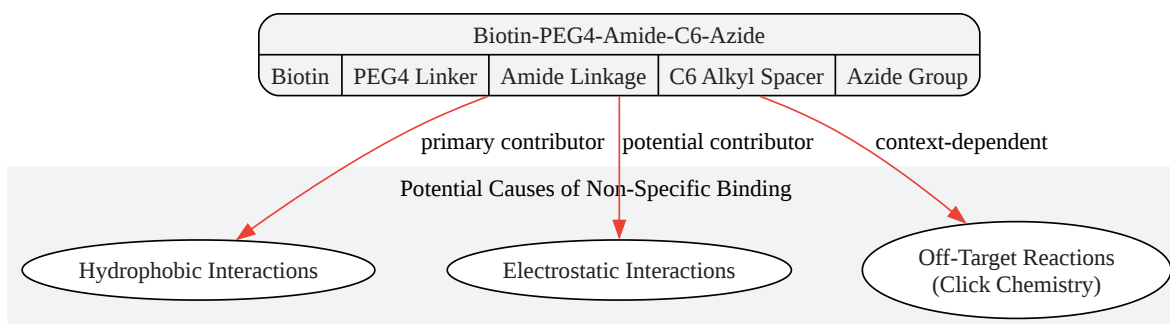 Biotin-PEG4-Amide-C6-Azide
Biotin
PEG4 Linker
Amide Linkage
C6 Alkyl Spacer
Azide Group
primary contributor
potential contributor
context-dependent
Potential Causes of Non-Specific Binding
Hydrophobic Interactions
Electrostatic Interactions
Off-Target Reactions
(Click Chemistry)